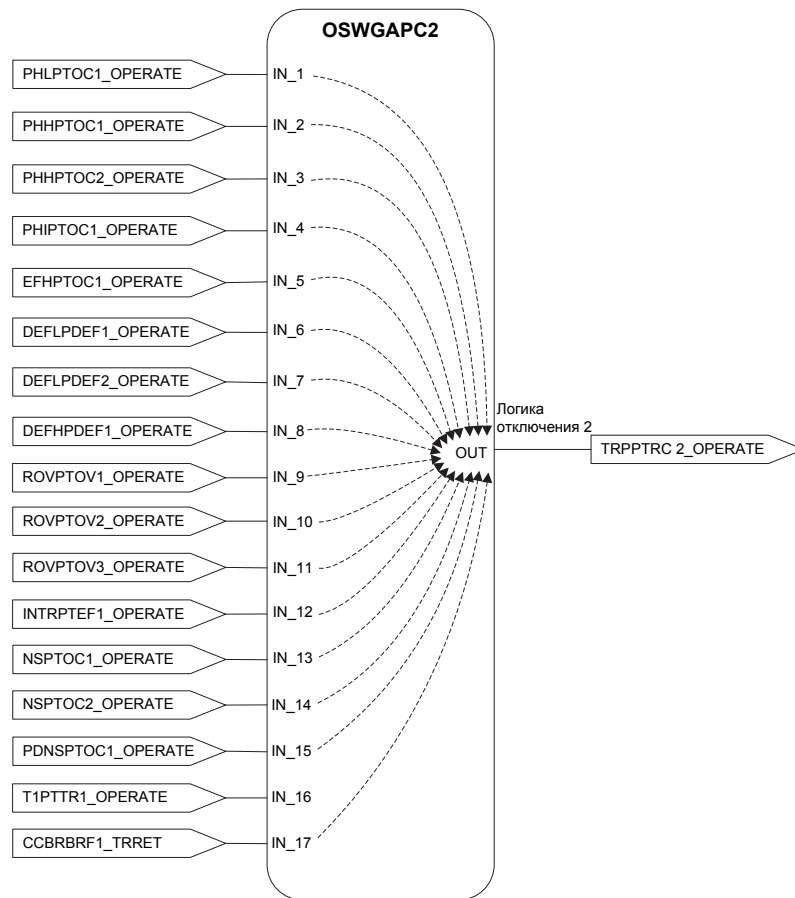 OSWGAPC2
PHLPTOC1_OPERATE IN_1
PHHPTOC1_OPERATE IN_2
PHHPTOC2_OPERATE IN_3
PHIPTOC1_OPERATE IN_4
EFHPTOC1_OPERATE IN_5
DEFLPDEF1_OPERATE IN_6
DEFLPDEF2_OPERATE IN_7
DEFHPDEF1_OPERATE IN_8
ROVPTOV1_OPERATE IN_9
ROVPTOV2_OPERATE IN_10
ROVPTOV3_OPERATE IN_11
INTRPTEF1_OPERATE IN_12
NSPTOC1_OPERATE IN_13
NSPTOC2_OPERATE IN_14
PDNSPTOC1_OPERATE IN_15
T1PTTR1_OPERATE IN_16
CCBRBRF1_TRRET IN_17
OUT
Логика
отключения 2
TRPPTRC 2_OPERATE